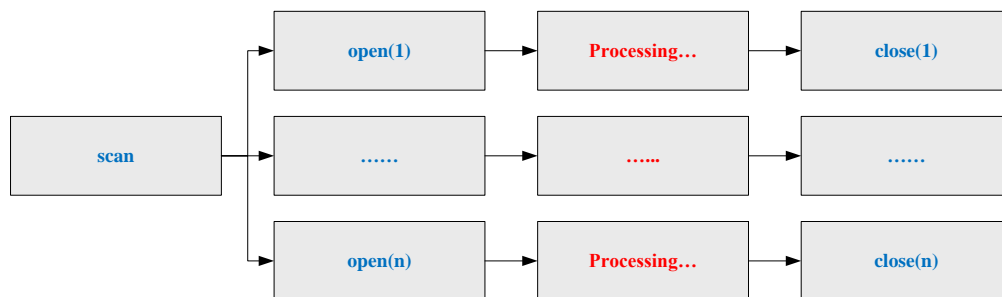 open(1)
Processing…
close(1)
scan
……
…...
……
open(n)
Processing…
close(n)